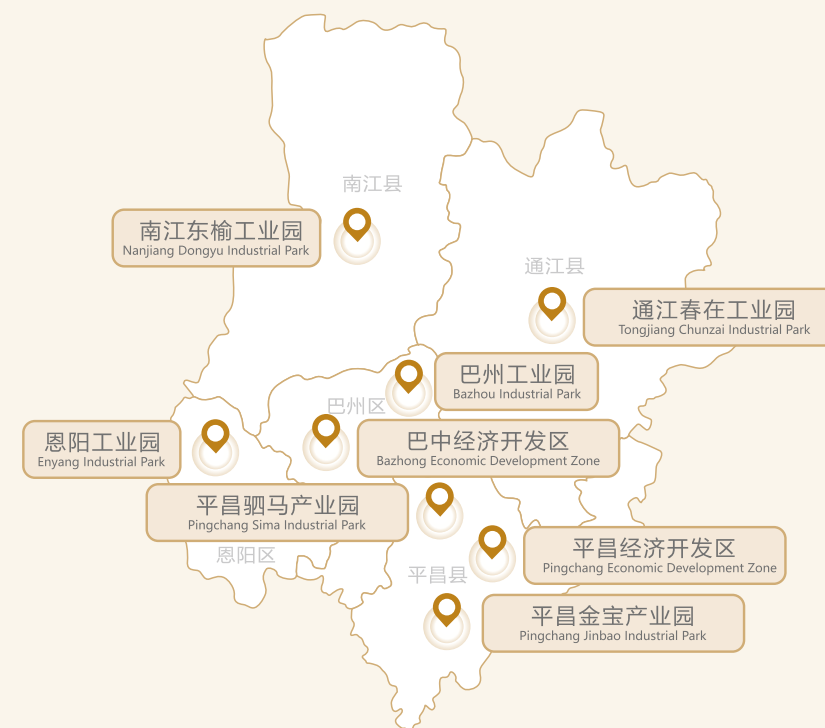 南江县
南江东榆工业园
Nanjiang Dongyu Industrial Park
通江县
通江春在工业园
Tongjiang Chunzai Industrial Park
巴州工业园
Bazhou Industrial Park
巴州区
恩阳工业园
Enyang Industrial Park
巴中经济开发区
Bazhong Economic Development Zone
平昌驷马产业园
Pingchang Sima Industrial Park
恩阳区
平昌经济开发区
Pingchang Economic Development Zone
平昌县
平昌金宝产业园
Pingchang Jinbao Industrial Park